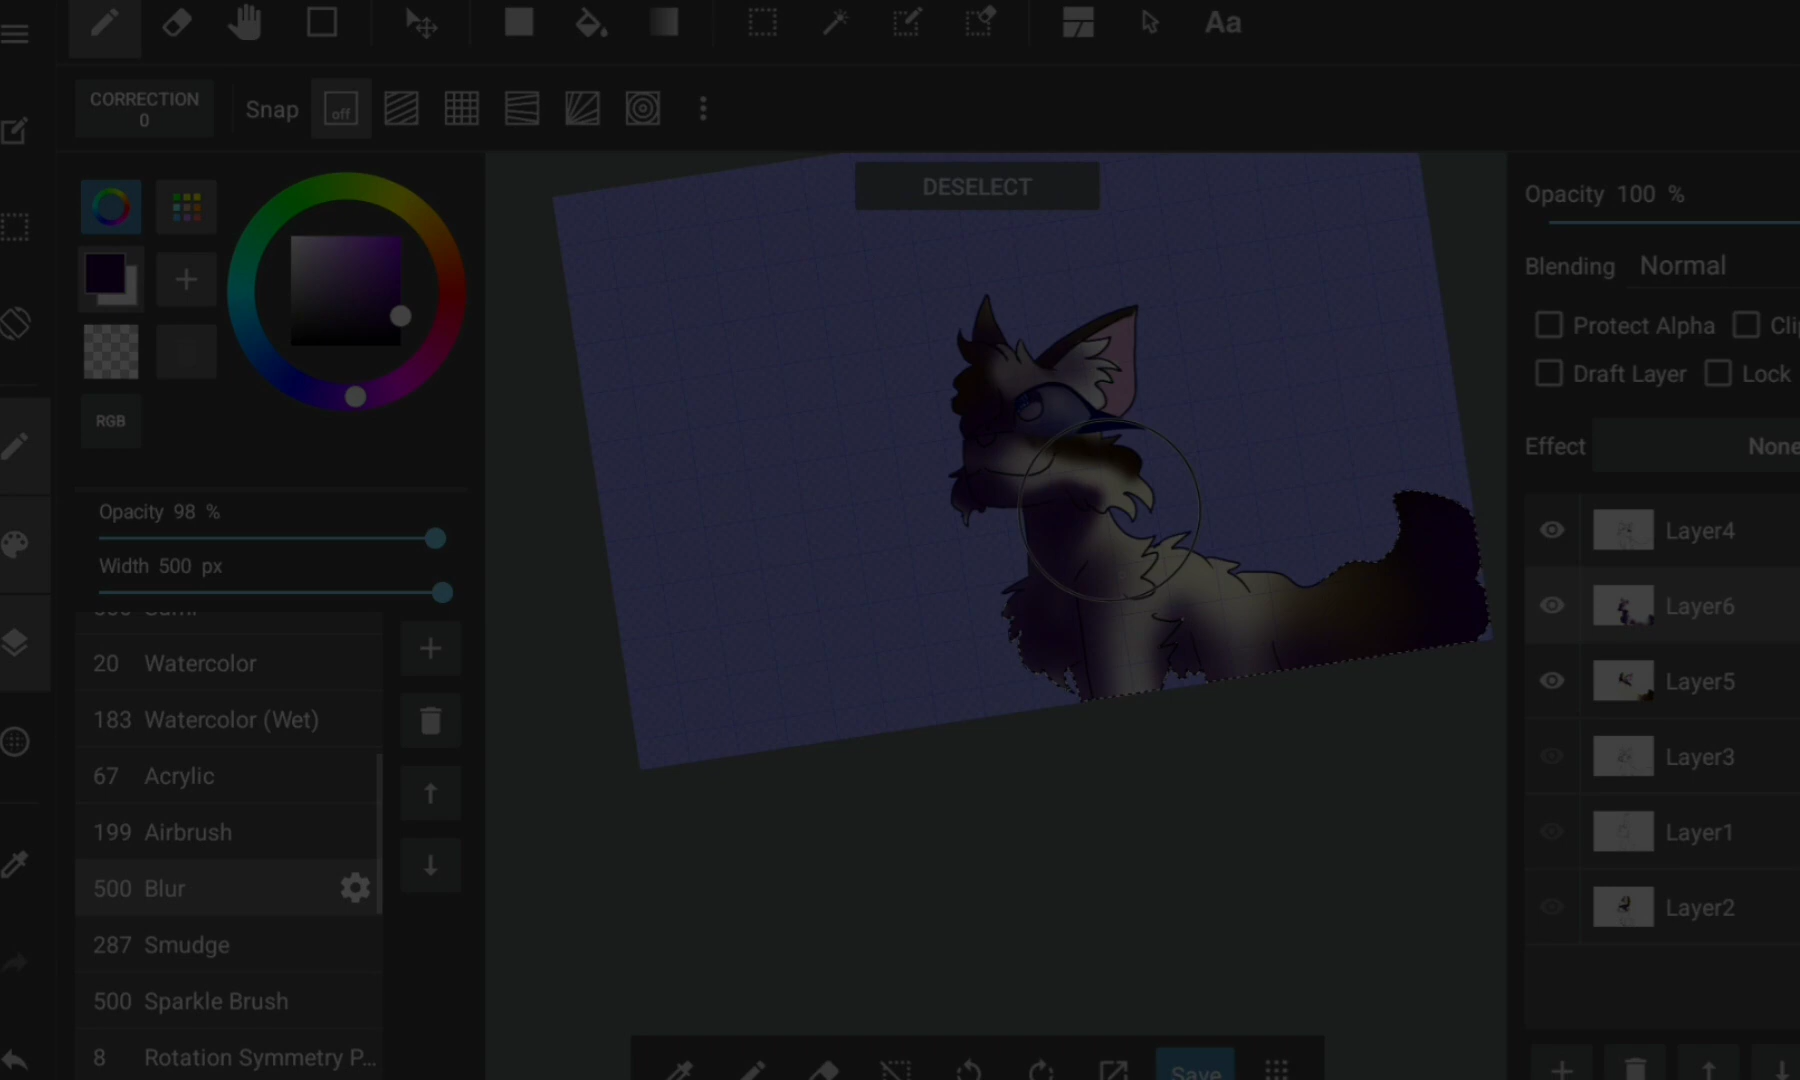 Aa
CORRECTION
0
Snap
off
DESELECT
RGB
Opacity 98 %
Width 500 px
20 Watercolor
183 Watercolor (Wet)
67 Acrylic
199 Airbrush
500 Blur
287 Smudge
500 Sparkle Brush
8 Rotation Symmetry P...
Save
Opacity 100 %
Blending Normal
Protect Alpha
Draft Layer Lock
Effect None
Layer4
Layer6
Layer5
Layer3
Layer1
Layer2